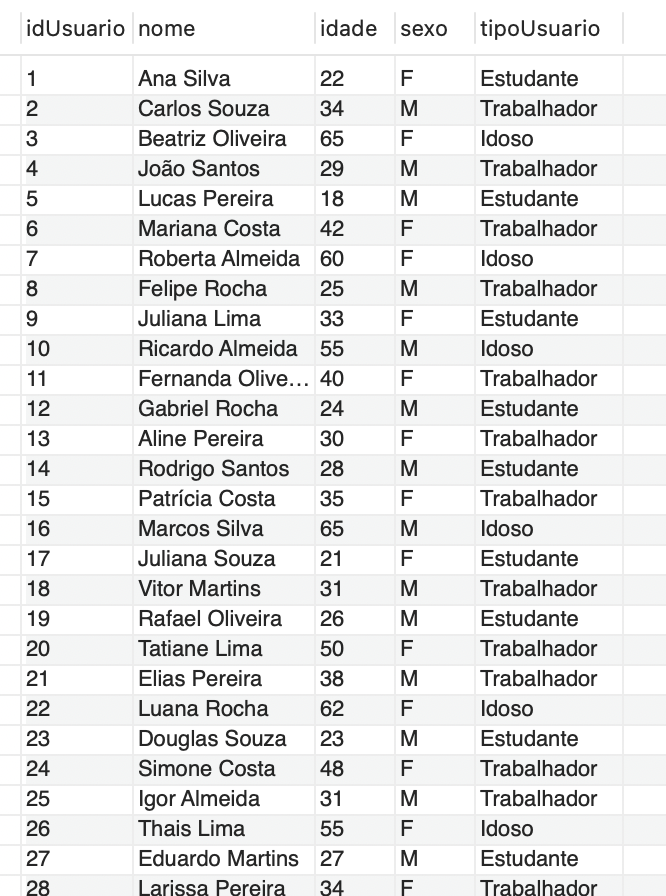 idUsuario nome idade sexo tipoUsuario
1 Ana Silva 22 F Estudante
2 Carlos Souza 34 M Trabalhador
3 Beatriz Oliveira 65 F Idoso
4 João Santos 29 M Trabalhador
5 Lucas Pereira 18 M Estudante
6 Mariana Costa 42 F Trabalhador
7 Roberta Almeida 60 F Idoso
8 Felipe Rocha 25 M Trabalhador
9 Juliana Lima 33 F Estudante
10 Ricardo Almeida 55 M Idoso
11 Fernanda Olive... 40 F Trabalhador
12 Gabriel Rocha 24 M Estudante
13 Aline Pereira 30 F Trabalhador
14 Rodrigo Santos 28 M Estudante
15 Patrícia Costa 35 F Trabalhador
16 Marcos Silva 65 M Idoso
17 Juliana Souza 21 F Estudante
18 Vitor Martins 31 M Trabalhador
19 Rafael Oliveira 26 M Estudante
20 Tatiane Lima 50 F Trabalhador
21 Elias Pereira 38 M Trabalhador
22 Luana Rocha 62 F Idoso
23 Douglas Souza 23 M Estudante
24 Simone Costa 48 F Trabalhador
25 Igor Almeida 31 M Trabalhador
26 Thais Lima 55 F Idoso
27 Eduardo Martins 27 M Estudante
28 Larissa Pereira 34 F Trabalhador